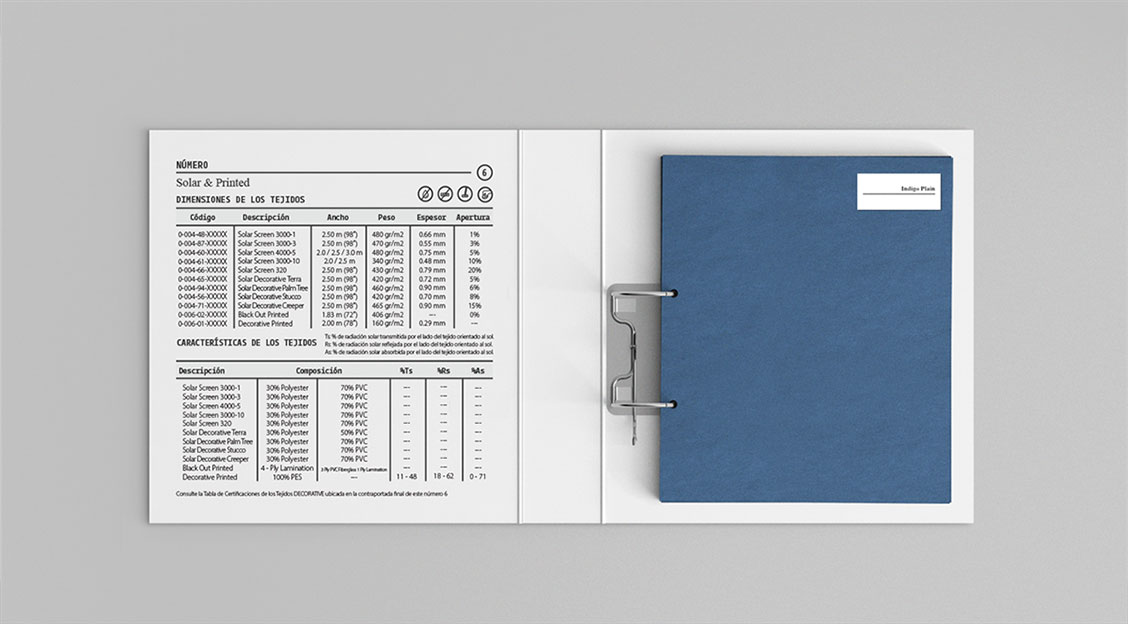 NÚMERO
6
Solar & Printed
DIMENSIONES DE LOS TEJIDOS
Código Descripción Ancho Peso Espesor Apertura
0-004-48-XXXXX Solar Screen 3000-1 2.50 m (98") 480 gr/m2 0.66 mm 1%
0-004-87-XXXXX Solar Screen 3000-3 2.50 m (98") 470 gr/m2 0.55 mm 3%
0-004-60-XXXXX Solar Screen 4000-5 2.0 / 2.5 / 3.0 m 480 gr/m2 0.75 mm 5%
0-004-61-XXXXX Solar Screen 3000-10 2.0 / 2.5 m 340 gr/m2 0.48 mm 10%
0-004-66-XXXXX Solar Screen 320 2.50 m (98") 430 gr/m2 0.79 mm 20%
0-004-65-XXXXX Solar Decorative Terra 2.50 m (98") 420 gr/m2 0.72 mm 5%
0-004-94-XXXXX Solar Decorative Palm Tree 2.50 m (98") 460 gr/m2 0.90 mm 6%
0-004-56-XXXXX Solar Decorative Stucco 2.50 m (98") 420 gr/m2 0.70 mm 8%
0-004-71-XXXXX Solar Decorative Creeper 2.50 m (98") 465 gr/m2 0.90 mm 15%
0-006-02-XXXXX Black Out Printed 1.83 m (72") 406 gr/m2 --- 0%
0-006-01-XXXXX Decorative Printed 2.00 m (78") 160 gr/m2 0.29 mm ---
CARACTERÍSTICAS DE LOS TEJIDOS
Ts: % de radiación solar transmitida por el lado del tejido orientado al sol.
Rs: % de radiación solar reflejada por el lado del tejido orientado al sol.
As: % de radiación solar absorbida por el lado del tejido orientado al sol.
Descripción Composición %Ts %Rs %As
Solar Screen 3000-1 30% Polyester 70% PVC --- --- ---
Solar Screen 3000-3 30% Polyester 70% PVC --- --- ---
Solar Screen 4000-5 30% Polyester 70% PVC --- --- ---
Solar Screen 3000-10 30% Polyester 70% PVC --- --- ---
Solar Screen 320 30% Polyester 70% PVC --- --- ---
Solar Decorative Terra 30% Polyester 50% PVC --- --- ---
Solar Decorative Palm Tree 30% Polyester 70% PVC --- --- ---
Solar Decorative Stucco 30% Polyester 70% PVC --- --- ---
Solar Decorative Creeper 30% Polyester 70% PVC --- --- ---
Black Out Printed 4 - Ply Lamination Ply PVC Fiberglass 1 Ply Lamination --- --- ---
Decorative Printed 100% PES --- 11 - 48 18 - 62 0 - 71
Consulte la Tabla de Certificaciones de los Tejidos DECORATIVE ubicada en la contraportada final de este número 6
Indigo Plain